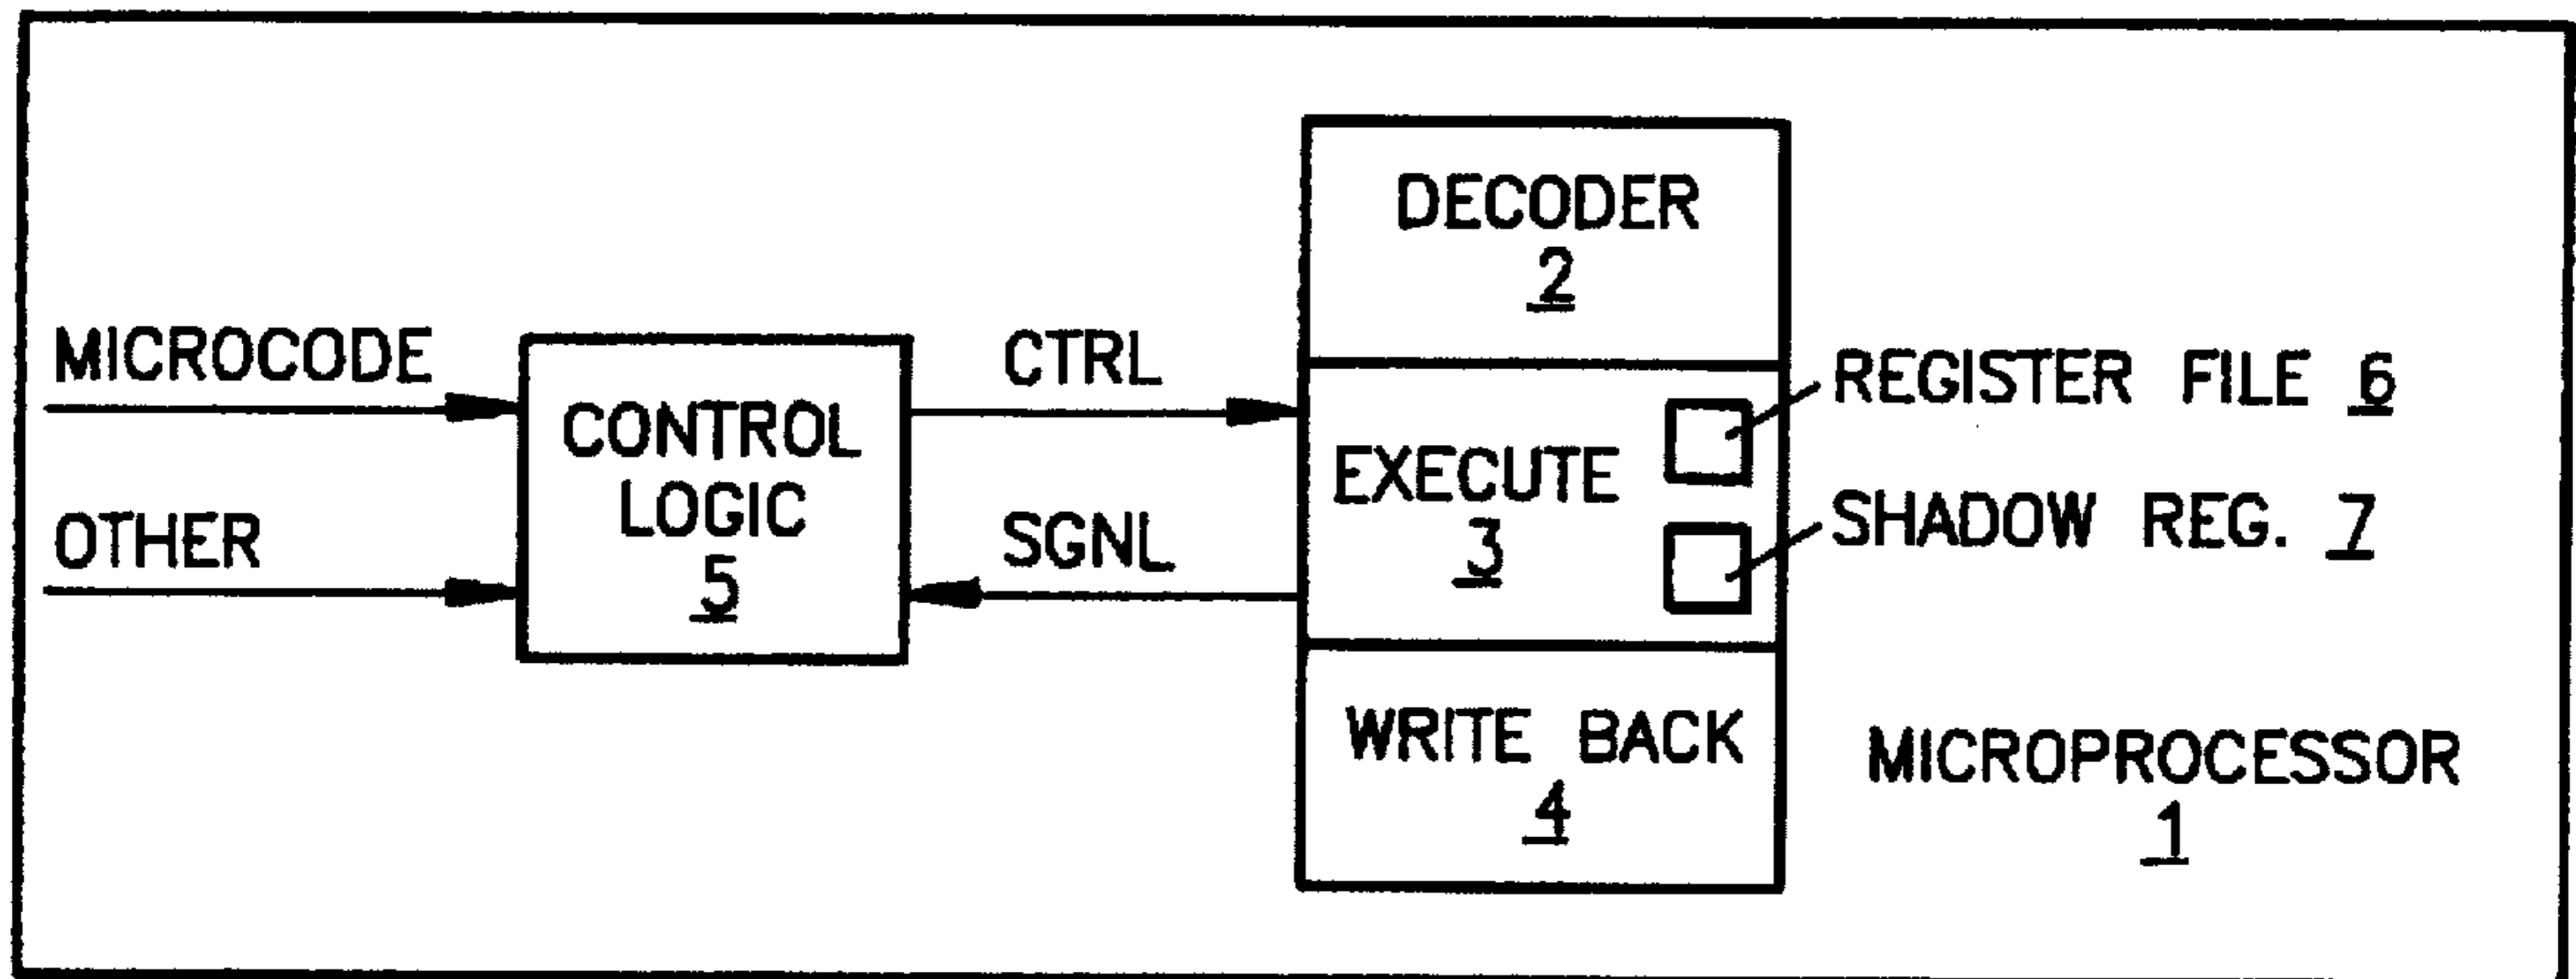 DECODER
2
MICROCODE
CTRL
REGISTER FILE 6
CONTROL
LOGIC
5
EXECUTE
3
OTHER
SGNL
SHADOW REG. 7
WRITE BACK
4
MICROPROCESSOR
1